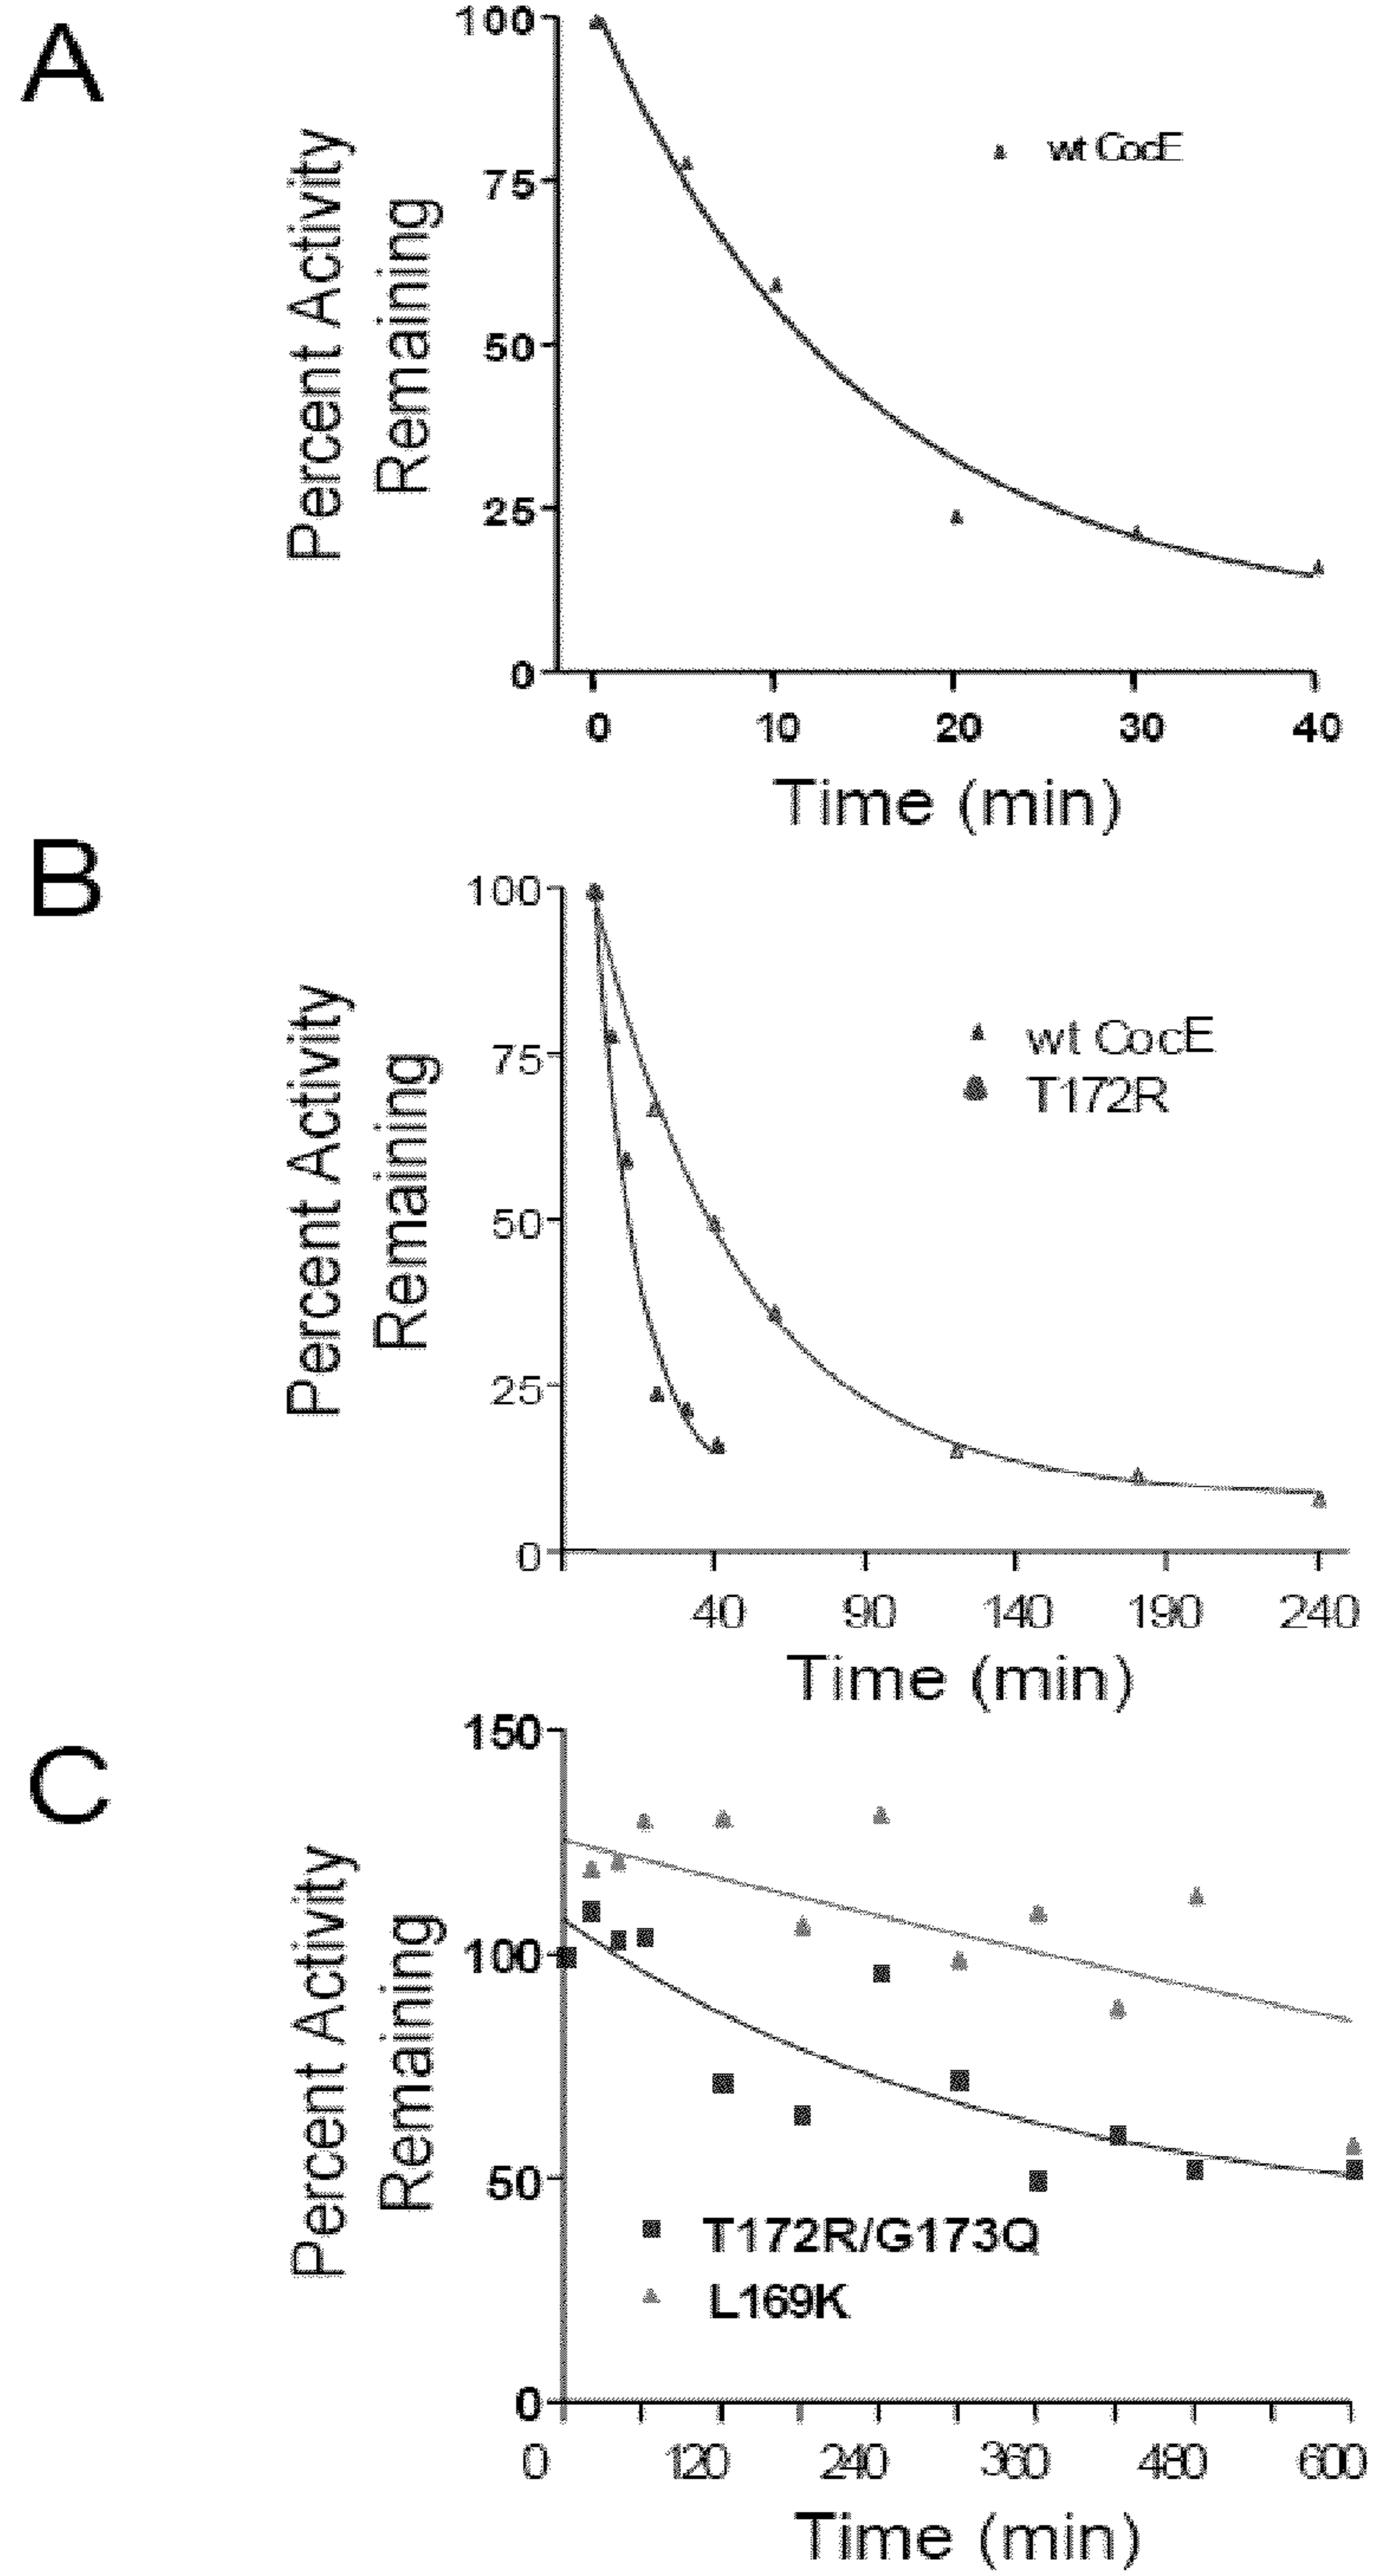 A
Percent Activity
Remaining
100
75
50
25
0
wt CocE
0 10 20 30 40
Time (min)
B
Percent Activity
Remaining
100
75
50
25
0
wt CocE
T172R
40 90 140 190 240
Time (min)
C
Percent Activity
Remaining
150
100
50
0
T172R/G173Q
L169K
0 120 240 360 480 600
Time (min)